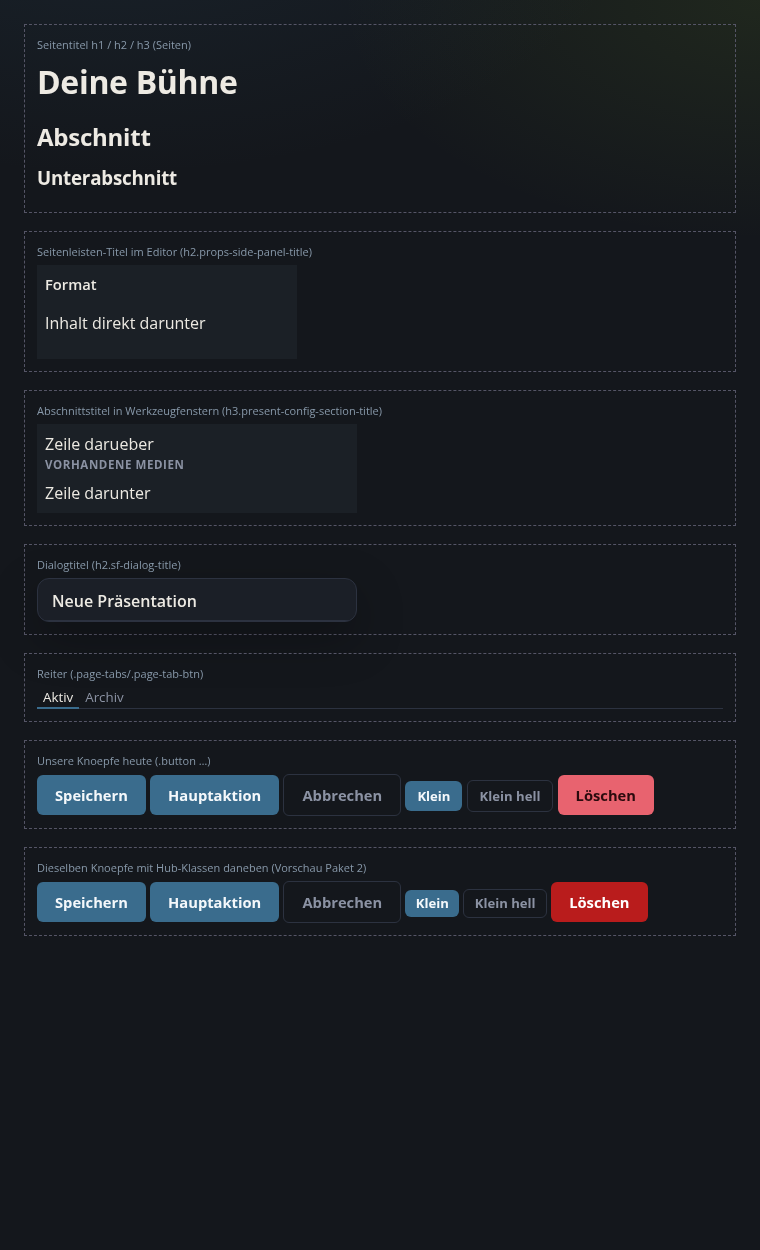 Seitentitel h1 / h2 / h3 (Seiten)
Deine Bühne
Abschnitt
Unterabschnitt
Seitenleisten-Titel im Editor (h2.props-side-panel-title)
Format
Inhalt direkt darunter
Abschnittstitel in Werkzeugfenstern (h3.present-config-section-title)
Zeile darueber
VORHANDENE MEDIEN
Zeile darunter
Dialogtitel (h2.sf-dialog-title)
Neue Präsentation
Reiter (.page-tabs/.page-tab-btn)
Aktiv Archiv
Unsere Knoepfe heute (.button ...)
Speichern Hauptaktion Abbrechen Klein Klein hell Löschen
Dieselben Knoepfe mit Hub-Klassen daneben (Vorschau Paket 2)
Speichern Hauptaktion Abbrechen Klein Klein hell Löschen